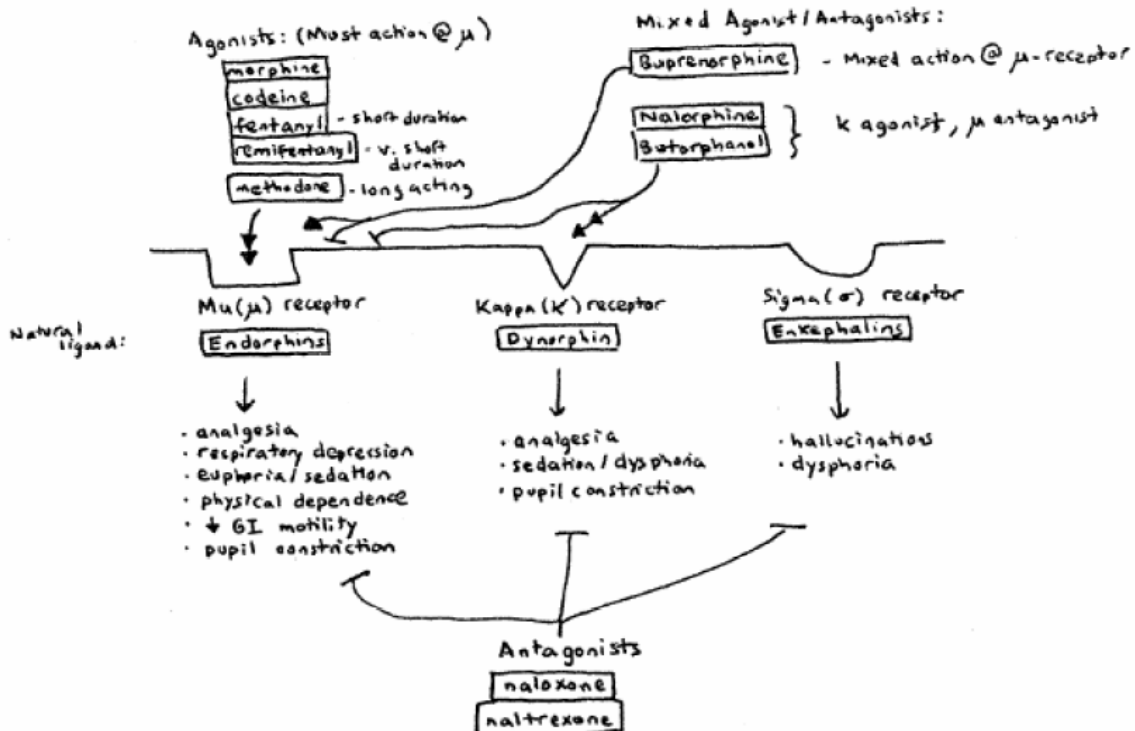 Agonists: (Most action @ μ)
morphine
codeine
fentanyl - short duration
remifentanyl - v. short
duration
methadone - long acting
Mixed Agonist/Antagonists:
Buprenorphine - Mixed action @ μ-receptor
Nalorphine
Butorphanol
k agonist, μ antagonist
Mu(μ) receptor
Kappa(κ) receptor
Sigma(σ) receptor
Natural
ligand:
Endorphins
Dynorphin
Enkephalins
· analgesia
· respiratory depression
· euphoria/sedation
· physical dependence
· ↓ GI motility
· pupil constriction
· analgesia
· sedation/dysphoria
· pupil constriction
· hallucinations
· dysphoria
Antagonists
naloxone
naltrexone